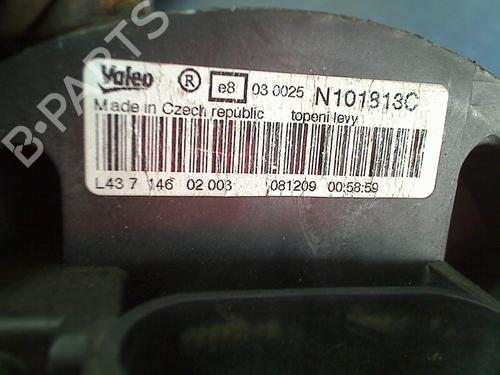 Valeo ® e8 03 0025 N101813C
Made in Czech republic topeni levy
L43 7 146 02 003 081209 00:58:59
B-PARTS